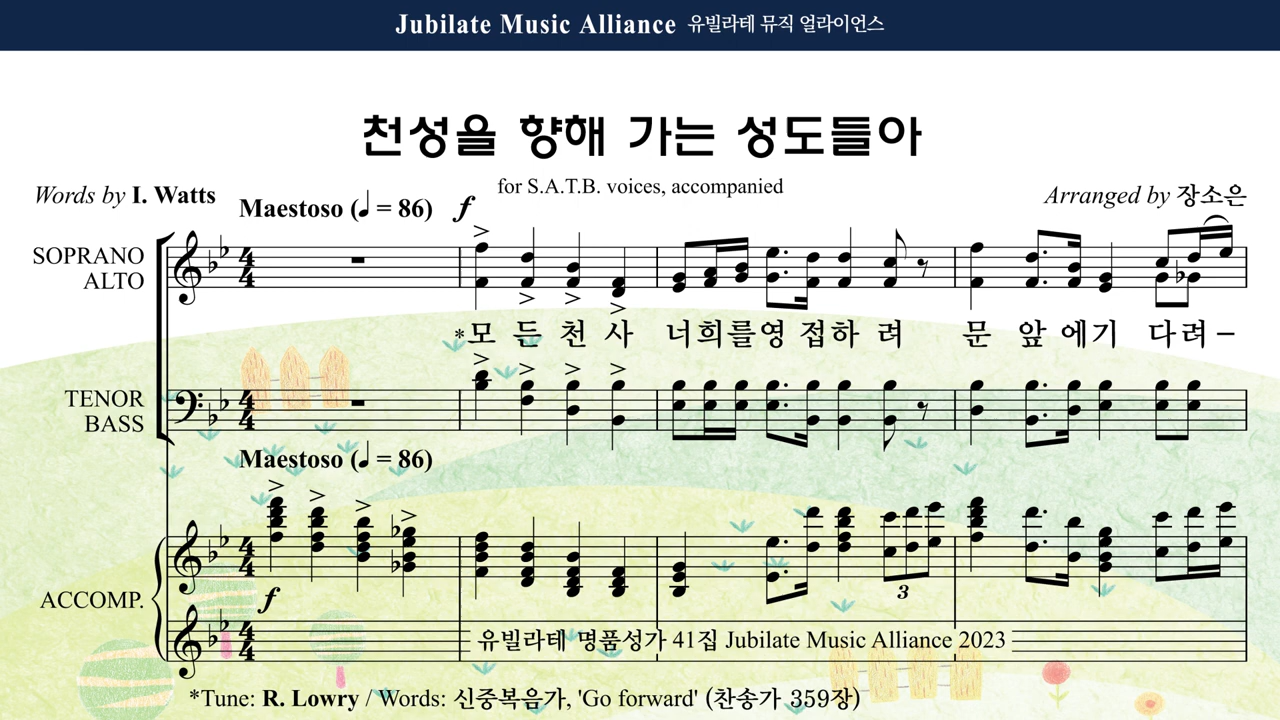 Jubilate Music Alliance 유빌라테 뮤직 얼라이언스
천성을 향해 가는 성도들아
for S.A.T.B. voices, accompanied
Words by I. Watts
Arranged by 장소은
Maestoso (♩ = 86) f
SOPRANO
ALTO
*모 든 천 사 너희를영 접하 려 문 앞 에기 다려 –
TENOR
BASS
Maestoso (♩ = 86)
f
3
ACCOMP.
유빌라테 명품성가 41집 Jubilate Music Alliance 2023
*Tune: R. Lowry / Words: 신중복음가, 'Go forward' (찬송가 359장)